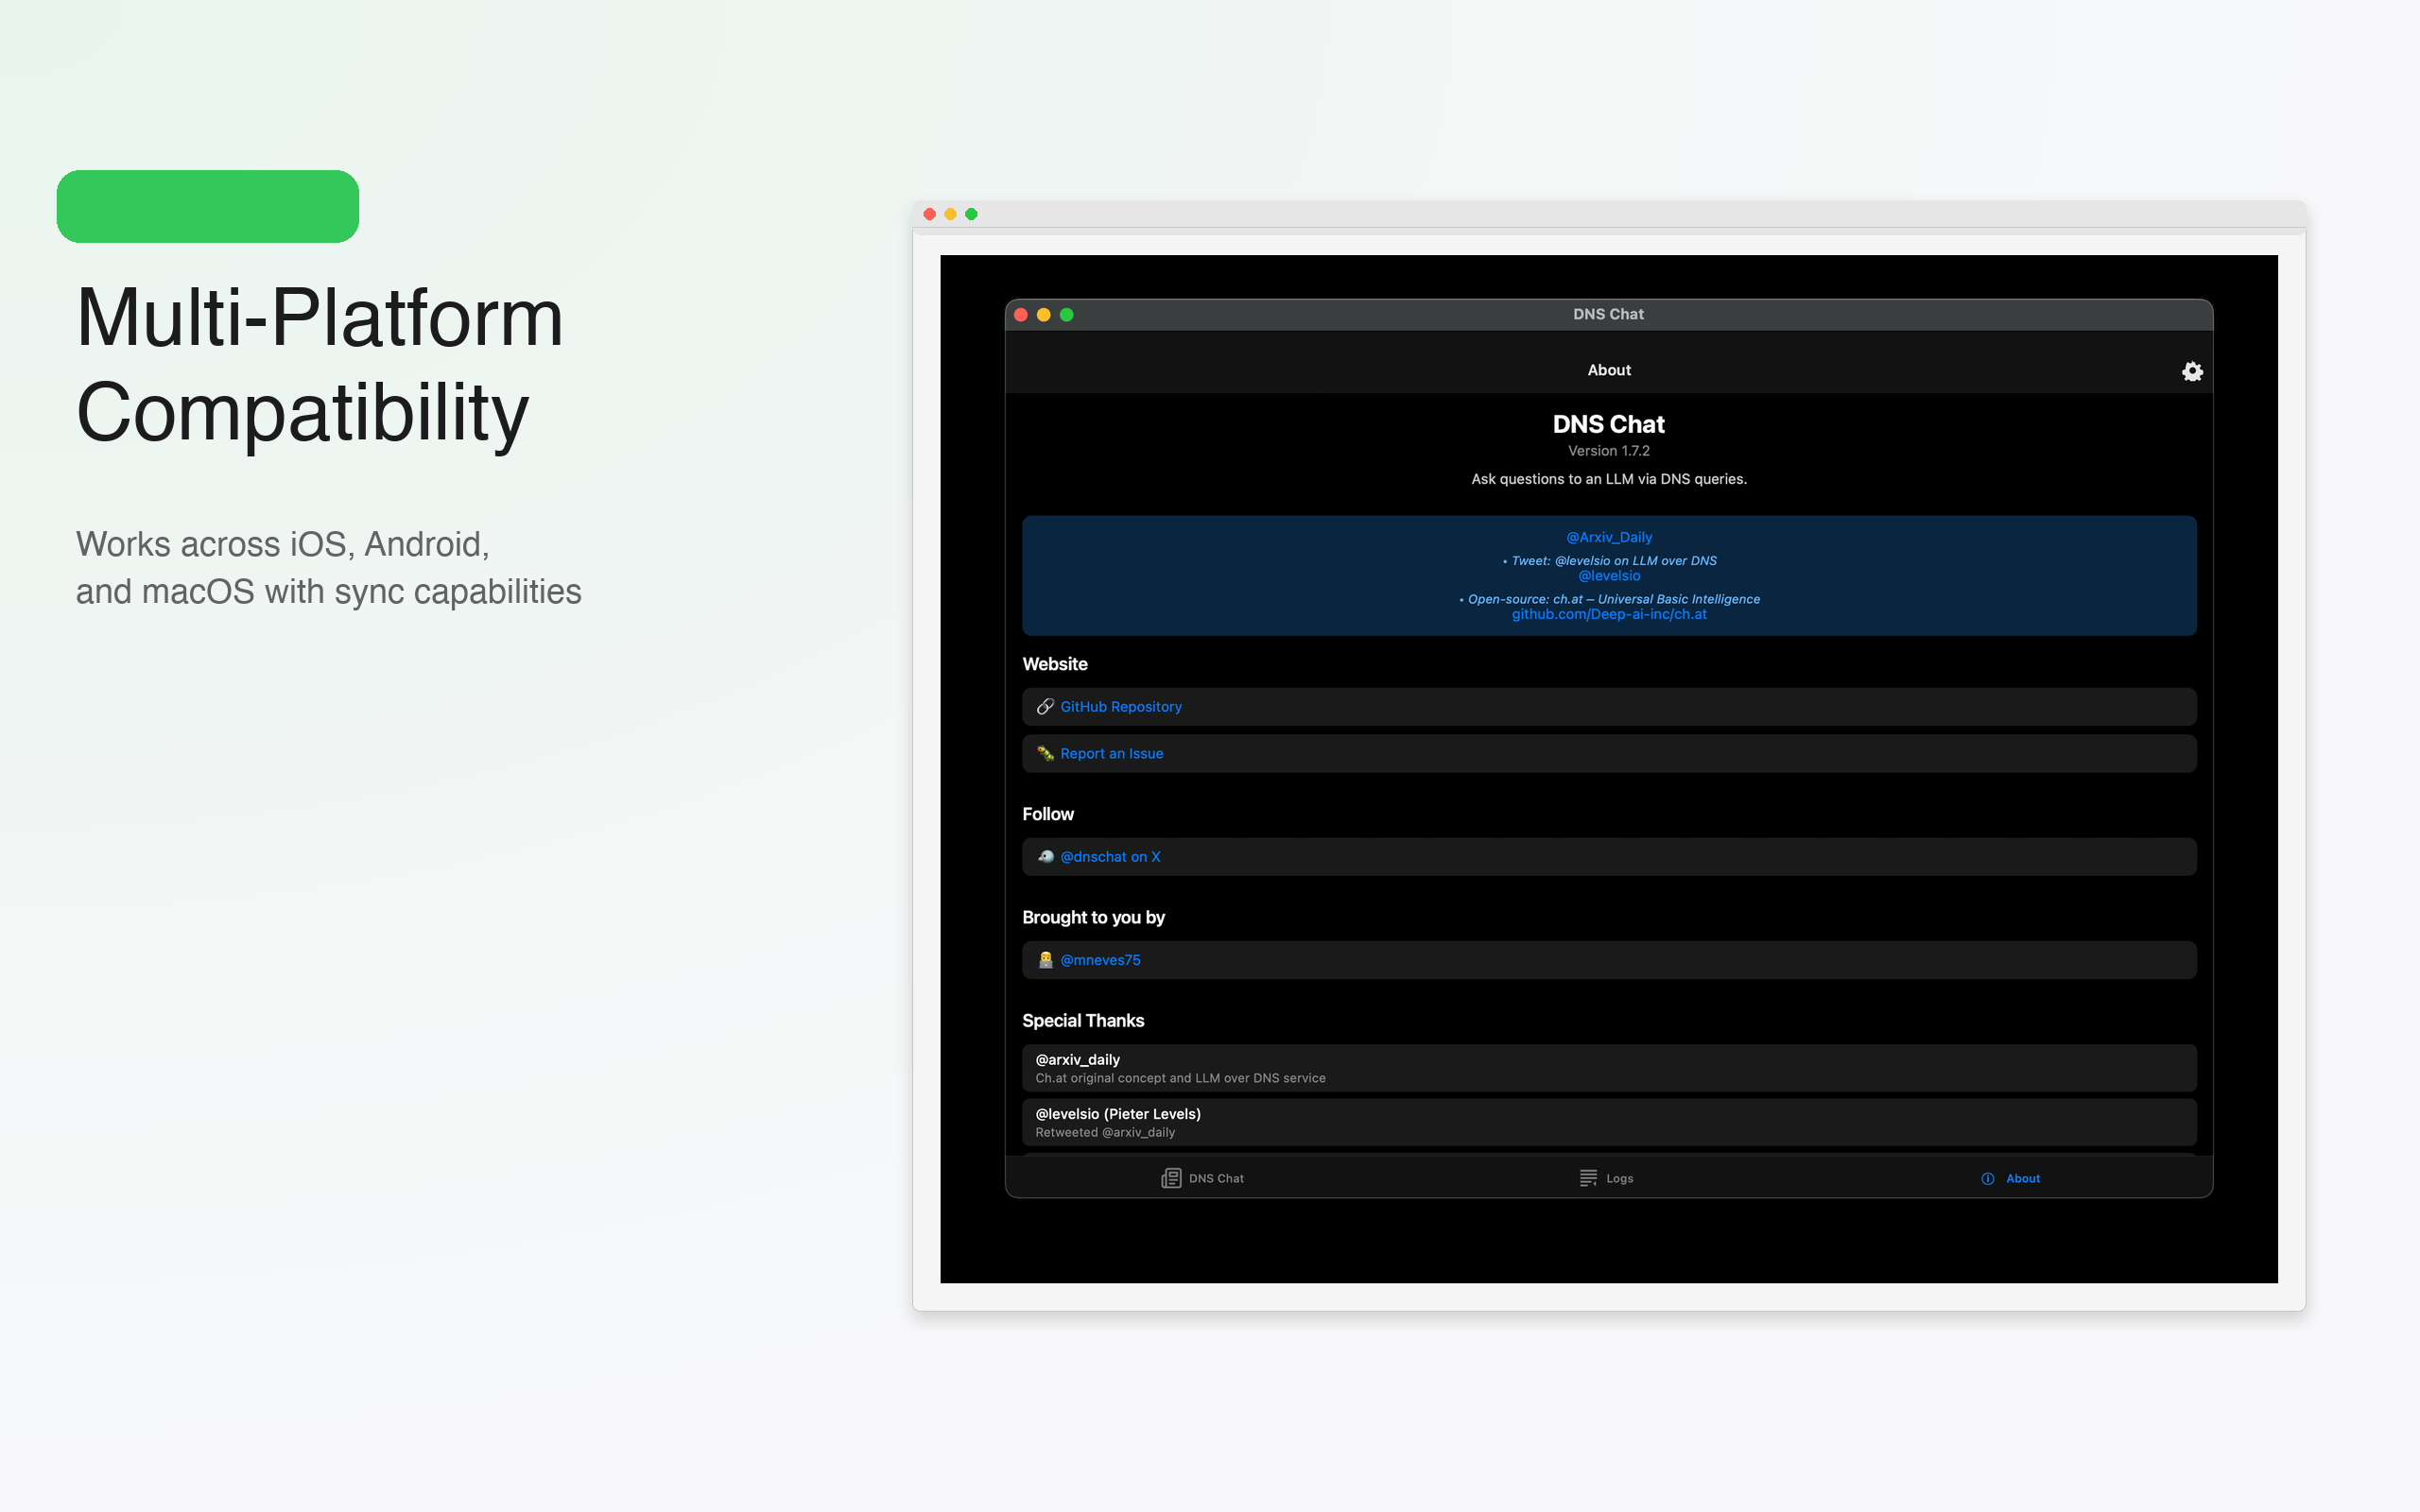 Multi-Platform
Compatibility
Works across iOS, Android,
and macOS with sync capabilities
DNS Chat
About
DNS Chat
Version 1.7.2
Ask questions to an LLM via DNS queries.
@Arxiv_Daily
• Tweet: @levelsio on LLM over DNS
@levelsio
• Open-source: ch.at — Universal Basic Intelligence
github.com/Deep-ai-inc/ch.at
Website
GitHub Repository
Report an Issue
Follow
@dnschat on X
Brought to you by
@mneves75
Special Thanks
@arxiv_daily
Ch.at original concept and LLM over DNS service
@levelsio (Pieter Levels)
Retweeted @arxiv_daily
DNS Chat
Logs
About